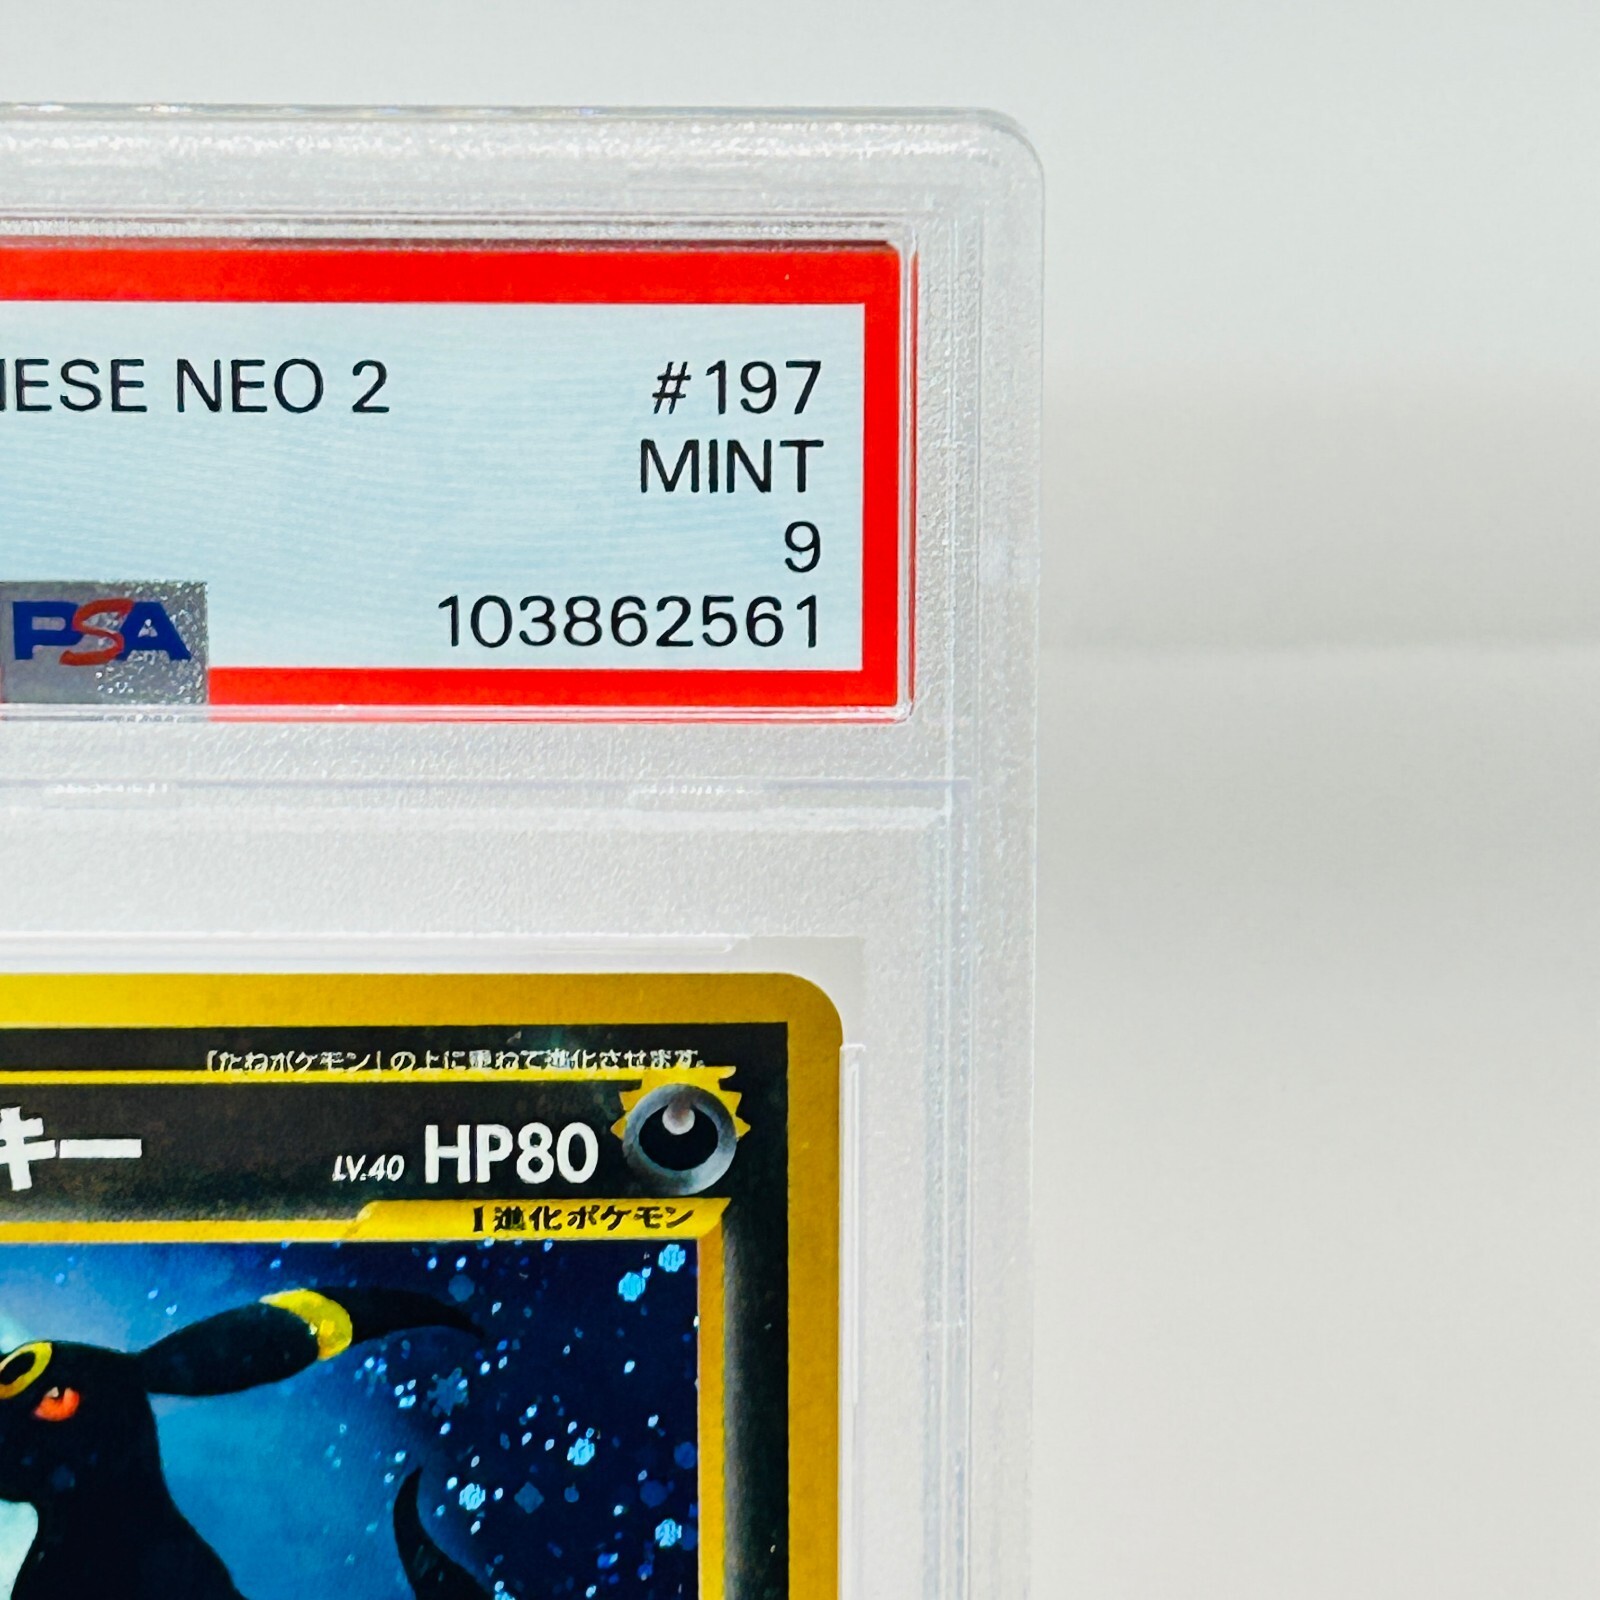 NESE NEO 2 #197
MINT
9
PSA 103862561
「たねポケモン」の上に重ねて進化させます。
キー LV.40 HP80
1進化ポケモン